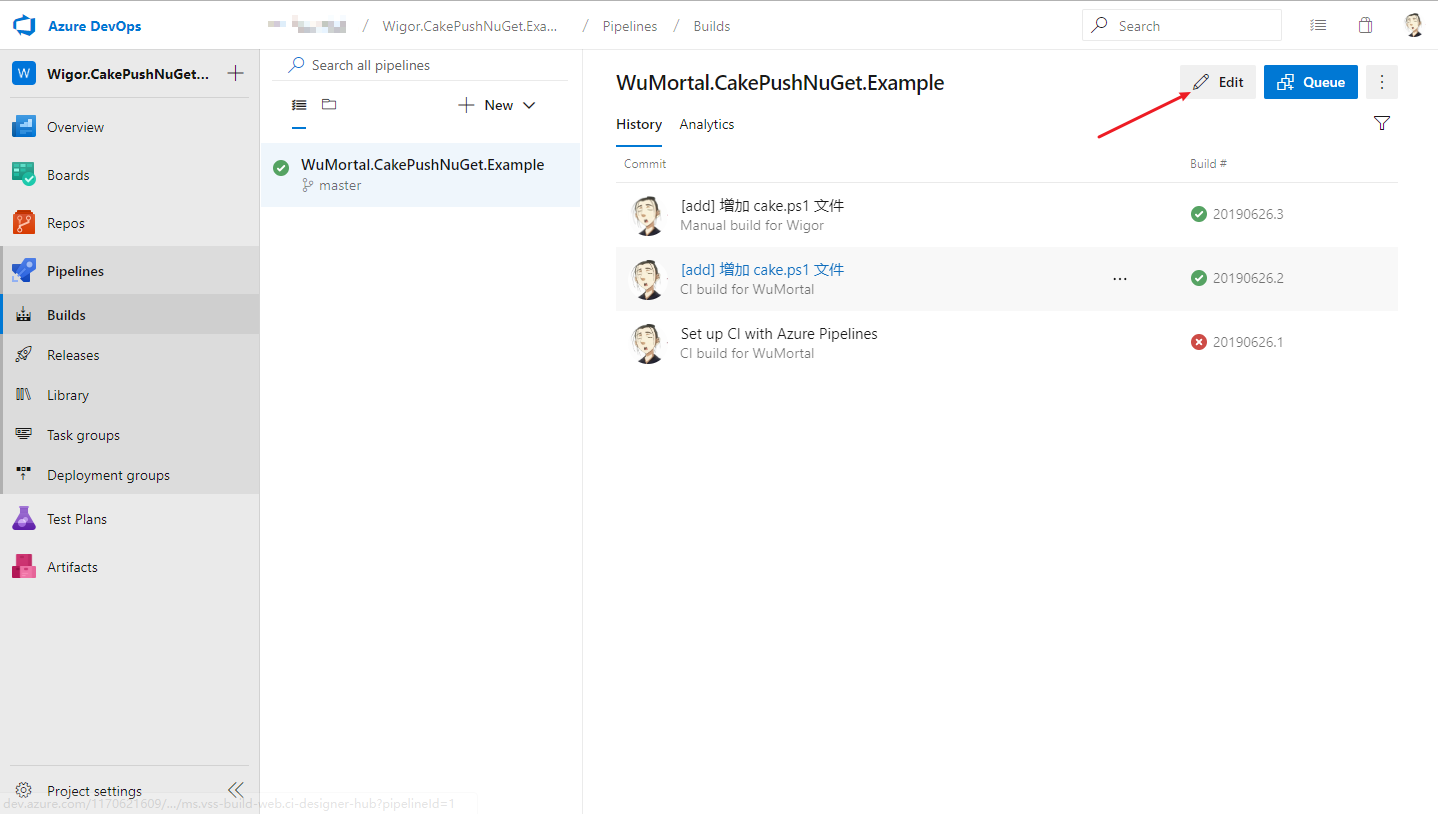 Azure DevOps
/ Wigor.CakePushNuGet.Exa... / Pipelines / Builds
Search
W Wigor.CakePushNuGet...
Overview
Boards
Repos
Pipelines
Builds
Releases
Library
Task groups
Deployment groups
Test Plans
Artifacts
Project settings
dev.azure.com/1170621609/.../ms.vss-build-web.ci-designer-hub?pipelineId=1
Search all pipelines
New
WuMortal.CakePushNuGet.Example
master
WuMortal.CakePushNuGet.Example
Edit
Queue
History Analytics
Commit Build #
[add] 增加 cake.ps1 文件
Manual build for Wigor
20190626.3
[add] 增加 cake.ps1 文件
CI build for WuMortal
...
20190626.2
Set up CI with Azure Pipelines
CI build for WuMortal
20190626.1